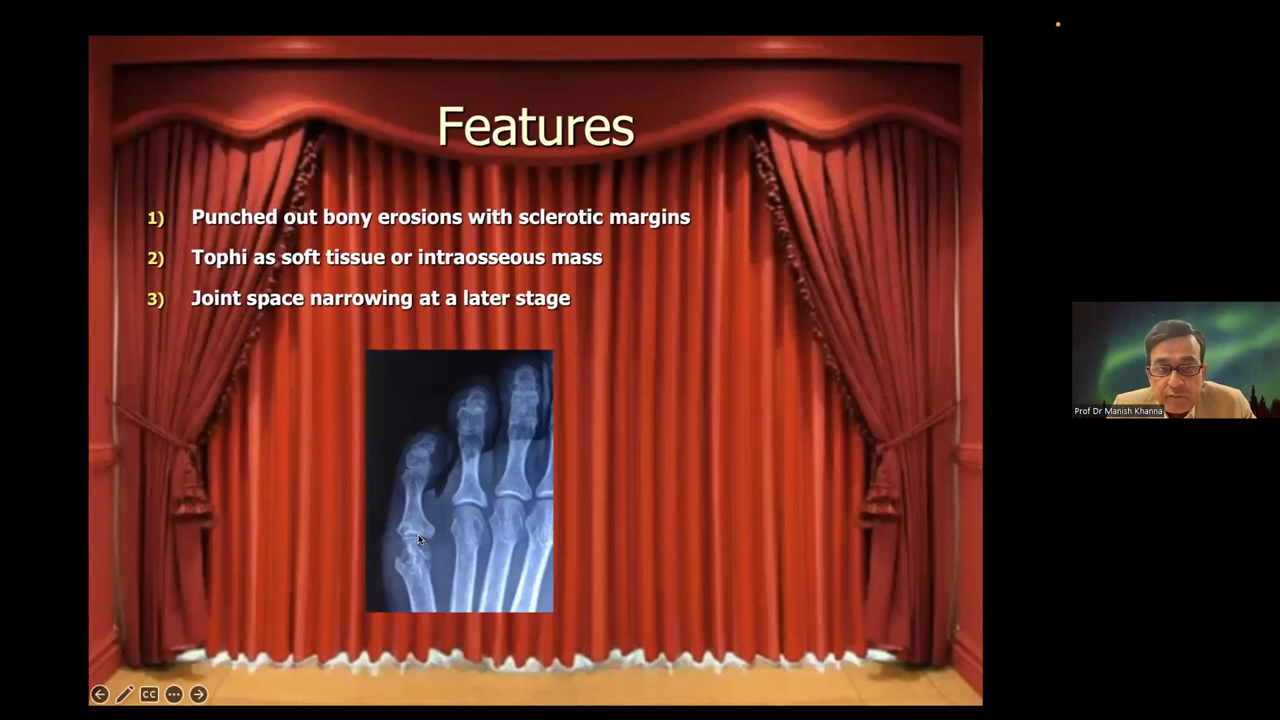 Features
1) Punched out bony erosions with sclerotic margins
2) Tophi as soft tissue or intraosseous mass
3) Joint space narrowing at a later stage
Prof Dr Manish Khanna
CC